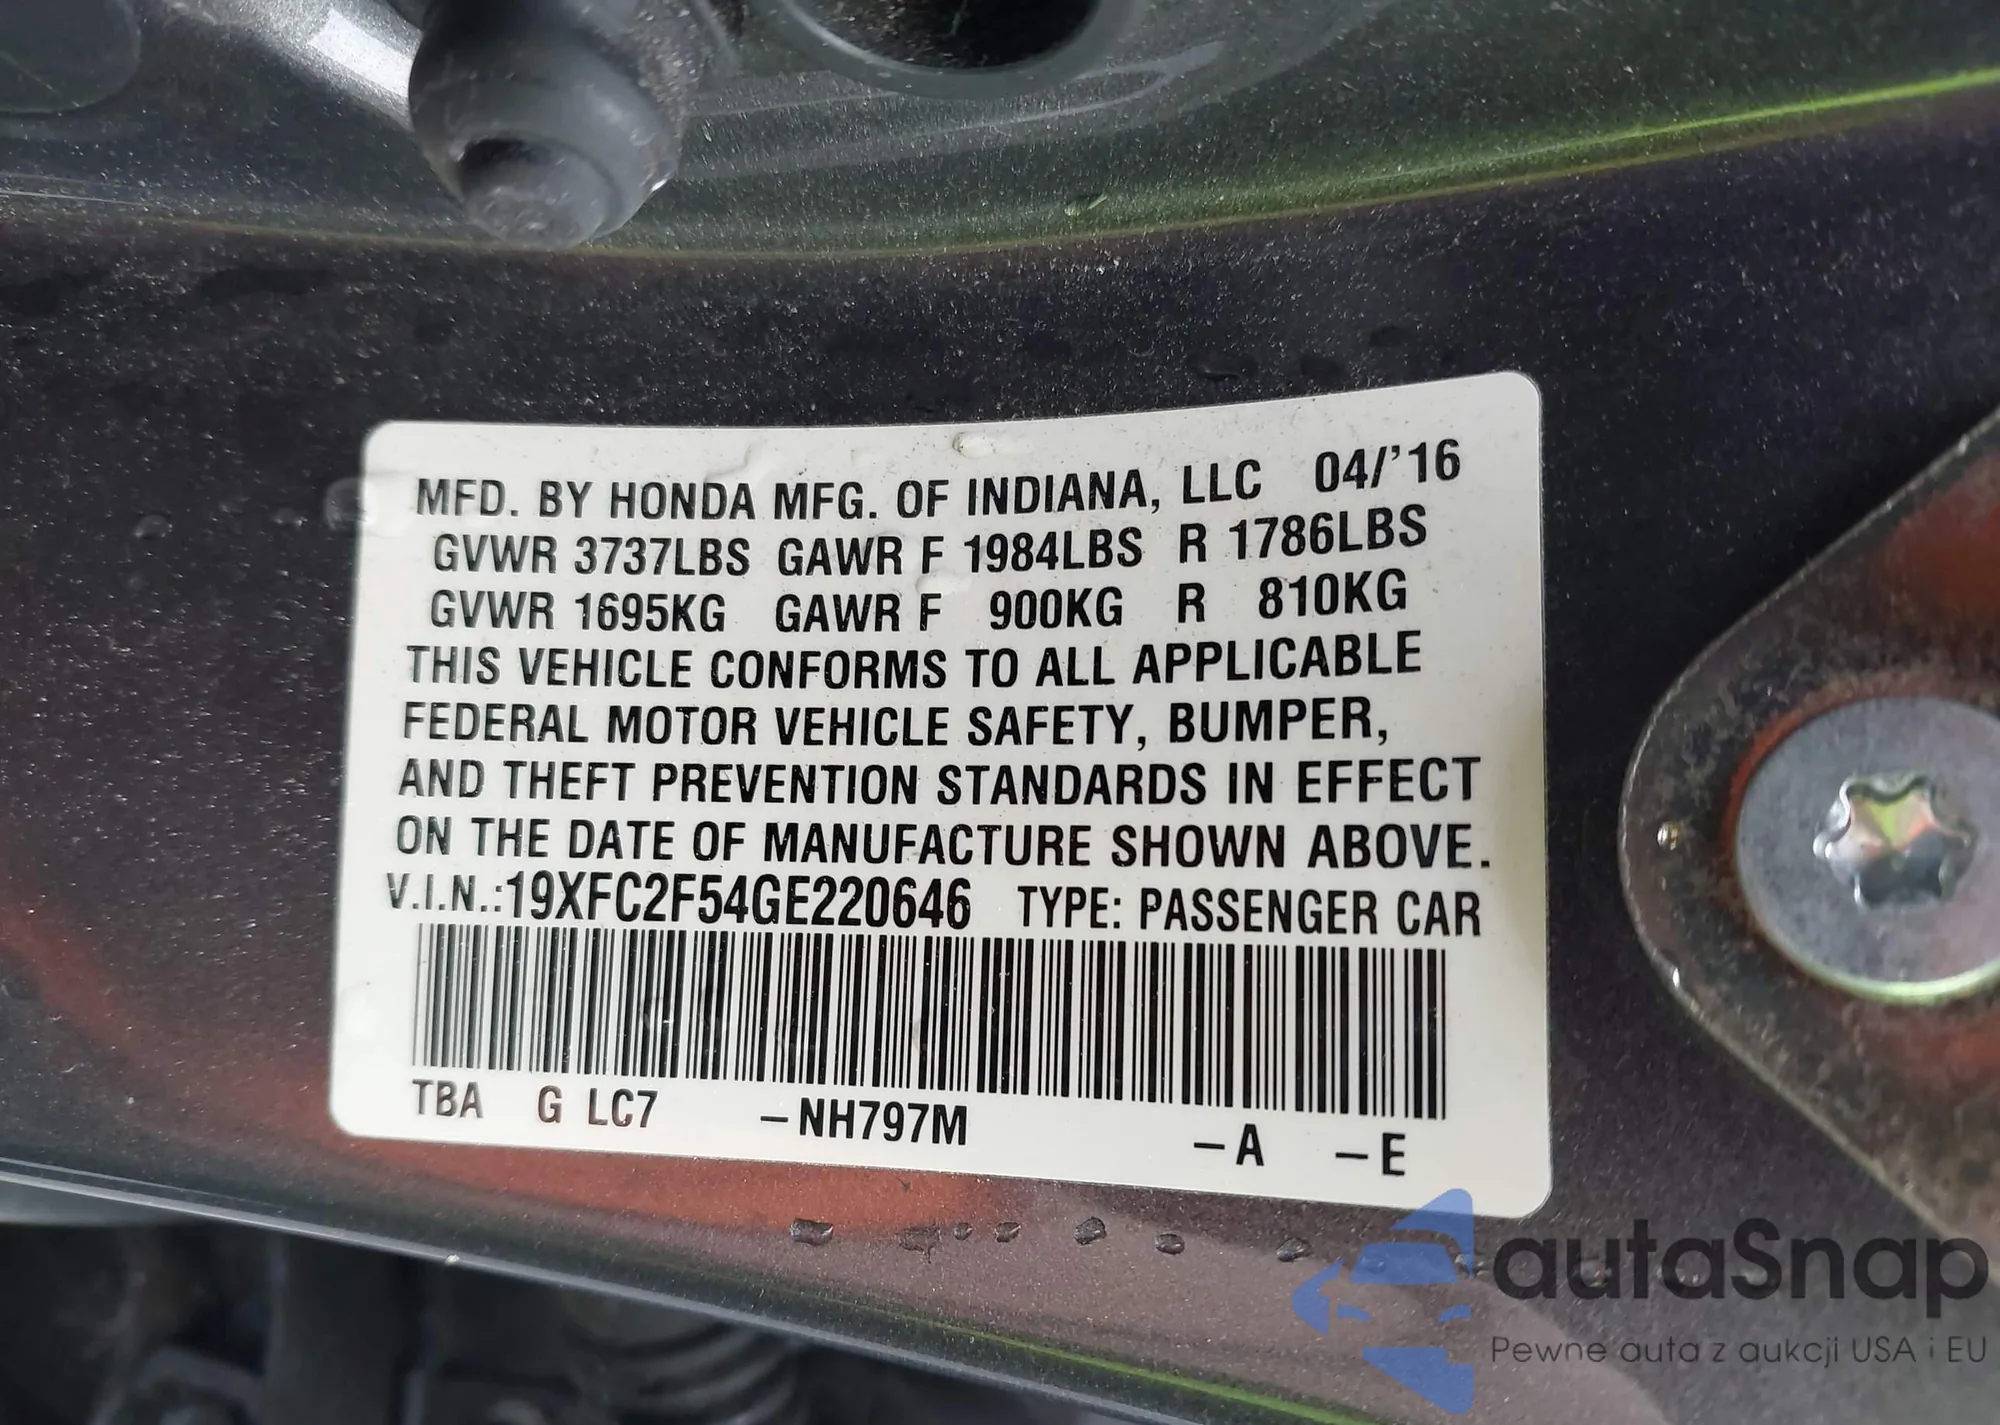 MFD. BY HONDA MFG. OF INDIANA, LLC 04/'16
GVWR 3737LBS GAWR F 1984LBS R 1786LBS
GVWR 1695KG GAWR F 900KG R 810KG
THIS VEHICLE CONFORMS TO ALL APPLICABLE
FEDERAL MOTOR VEHICLE SAFETY, BUMPER,
AND THEFT PREVENTION STANDARDS IN EFFECT
ON THE DATE OF MANUFACTURE SHOWN ABOVE.
V.I.N.:19XFC2F54GE220646 TYPE: PASSENGER CAR
TBA G LC7 –NH797M –A –E
autaSnap
Pewne auta z aukcji USA i EU